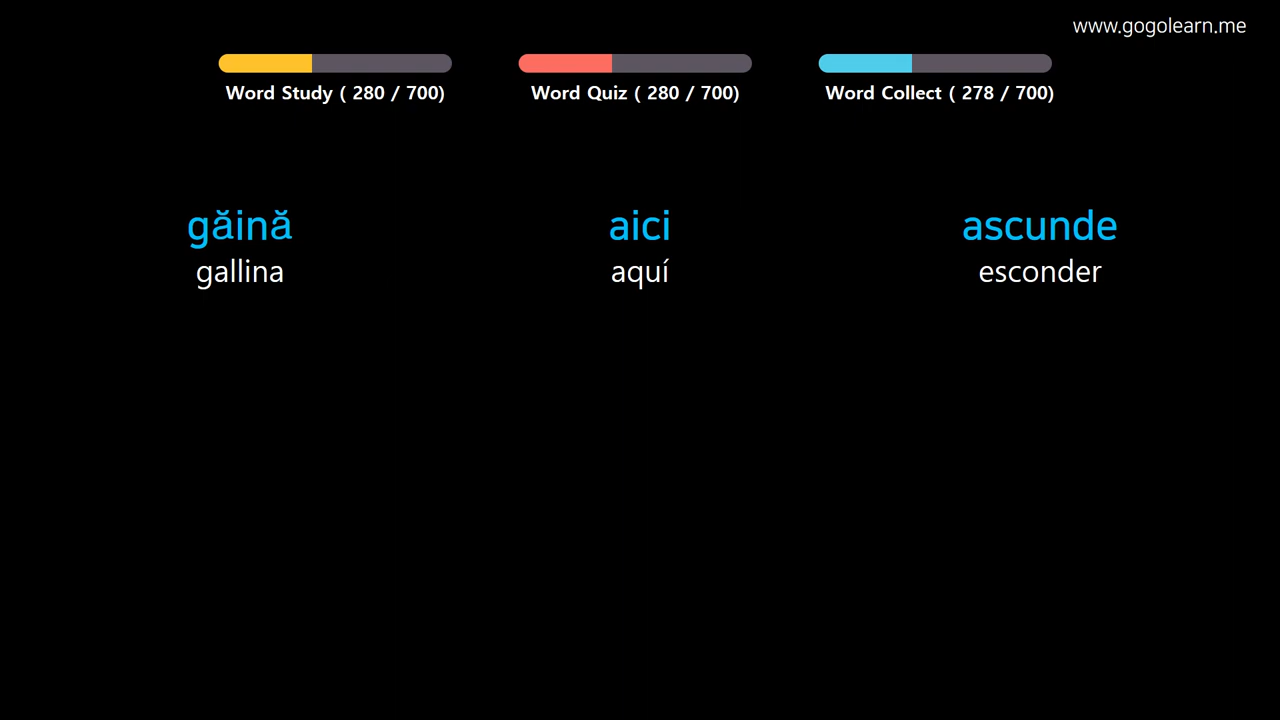 www.gogolearn.me
Word Study ( 280 / 700)
Word Quiz ( 280 / 700)
Word Collect ( 278 / 700)
găină
gallina
aici
aquí
ascunde
esconder